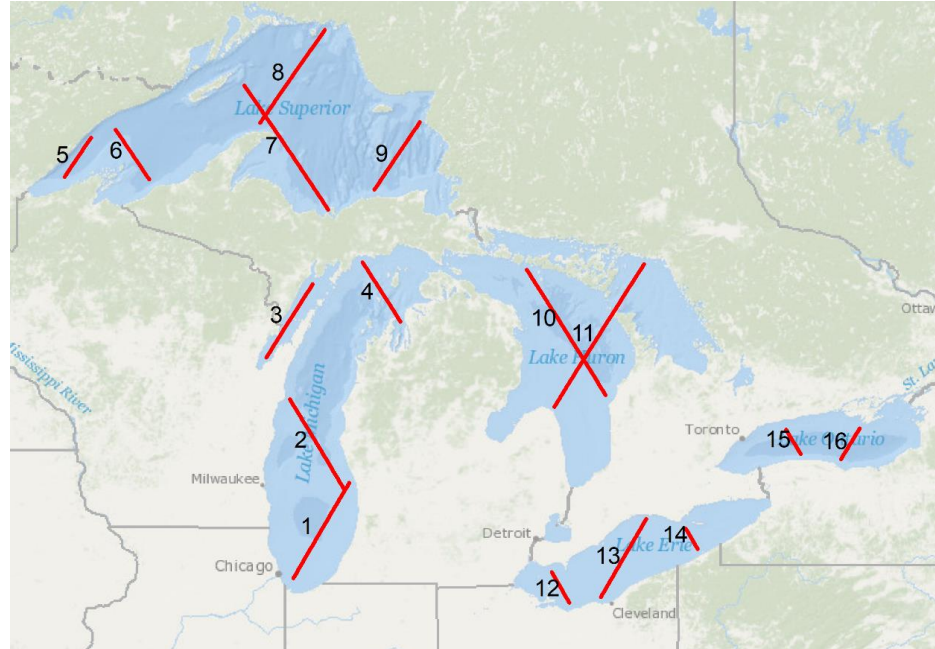 8
Lake Superior
5
6
7
9
4
3
10
11
Ottaw
Mississippi River
Lake Huron
St. La
Lake Michigan
2
Toronto
15
Lake Ontario
16
Milwaukee
1
Detroit
14
13
Lake Erie
Chicago
12
Cleveland